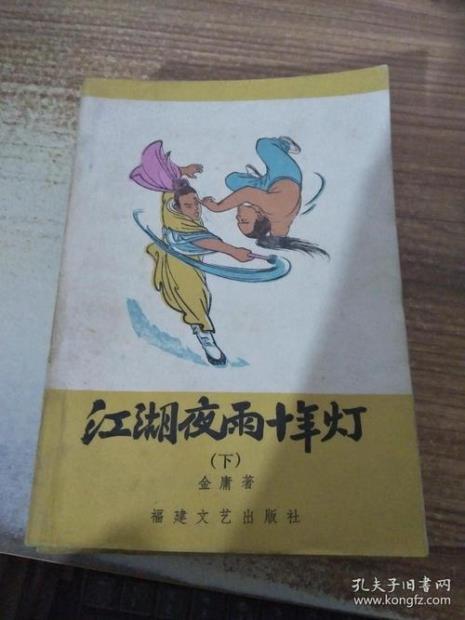 江湖夜雨十年灯
(下)
金庸著
福建文艺出版社
孔夫子旧书网
www.kongfz.com